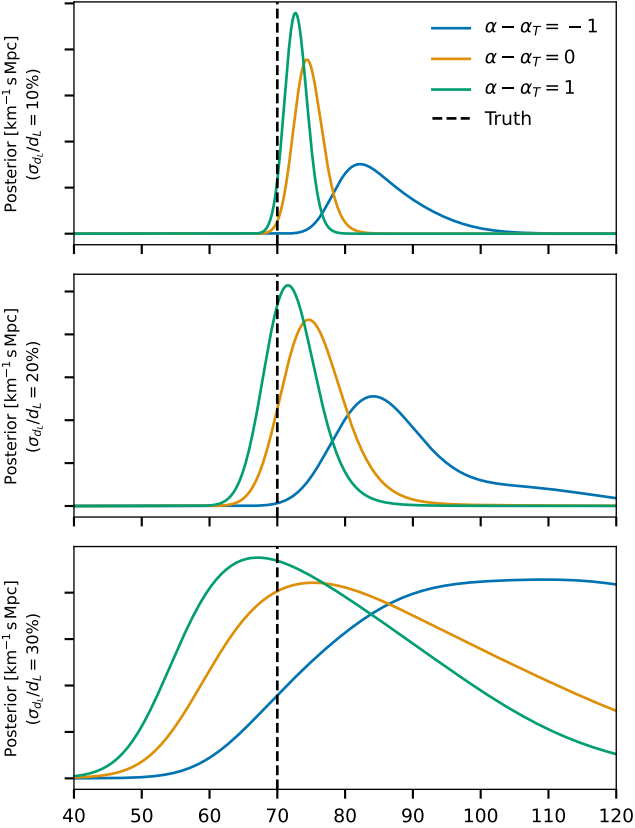 α − α_T = −1
α − α_T = 0
α − α_T = 1
Truth
Posterior [km⁻¹ s Mpc]
(σ_{d_L}/d_L = 10%)
Posterior [km⁻¹ s Mpc]
(σ_{d_L}/d_L = 20%)
Posterior [km⁻¹ s Mpc]
(σ_{d_L}/d_L = 30%)
40 50 60 70 80 90 100 110 120